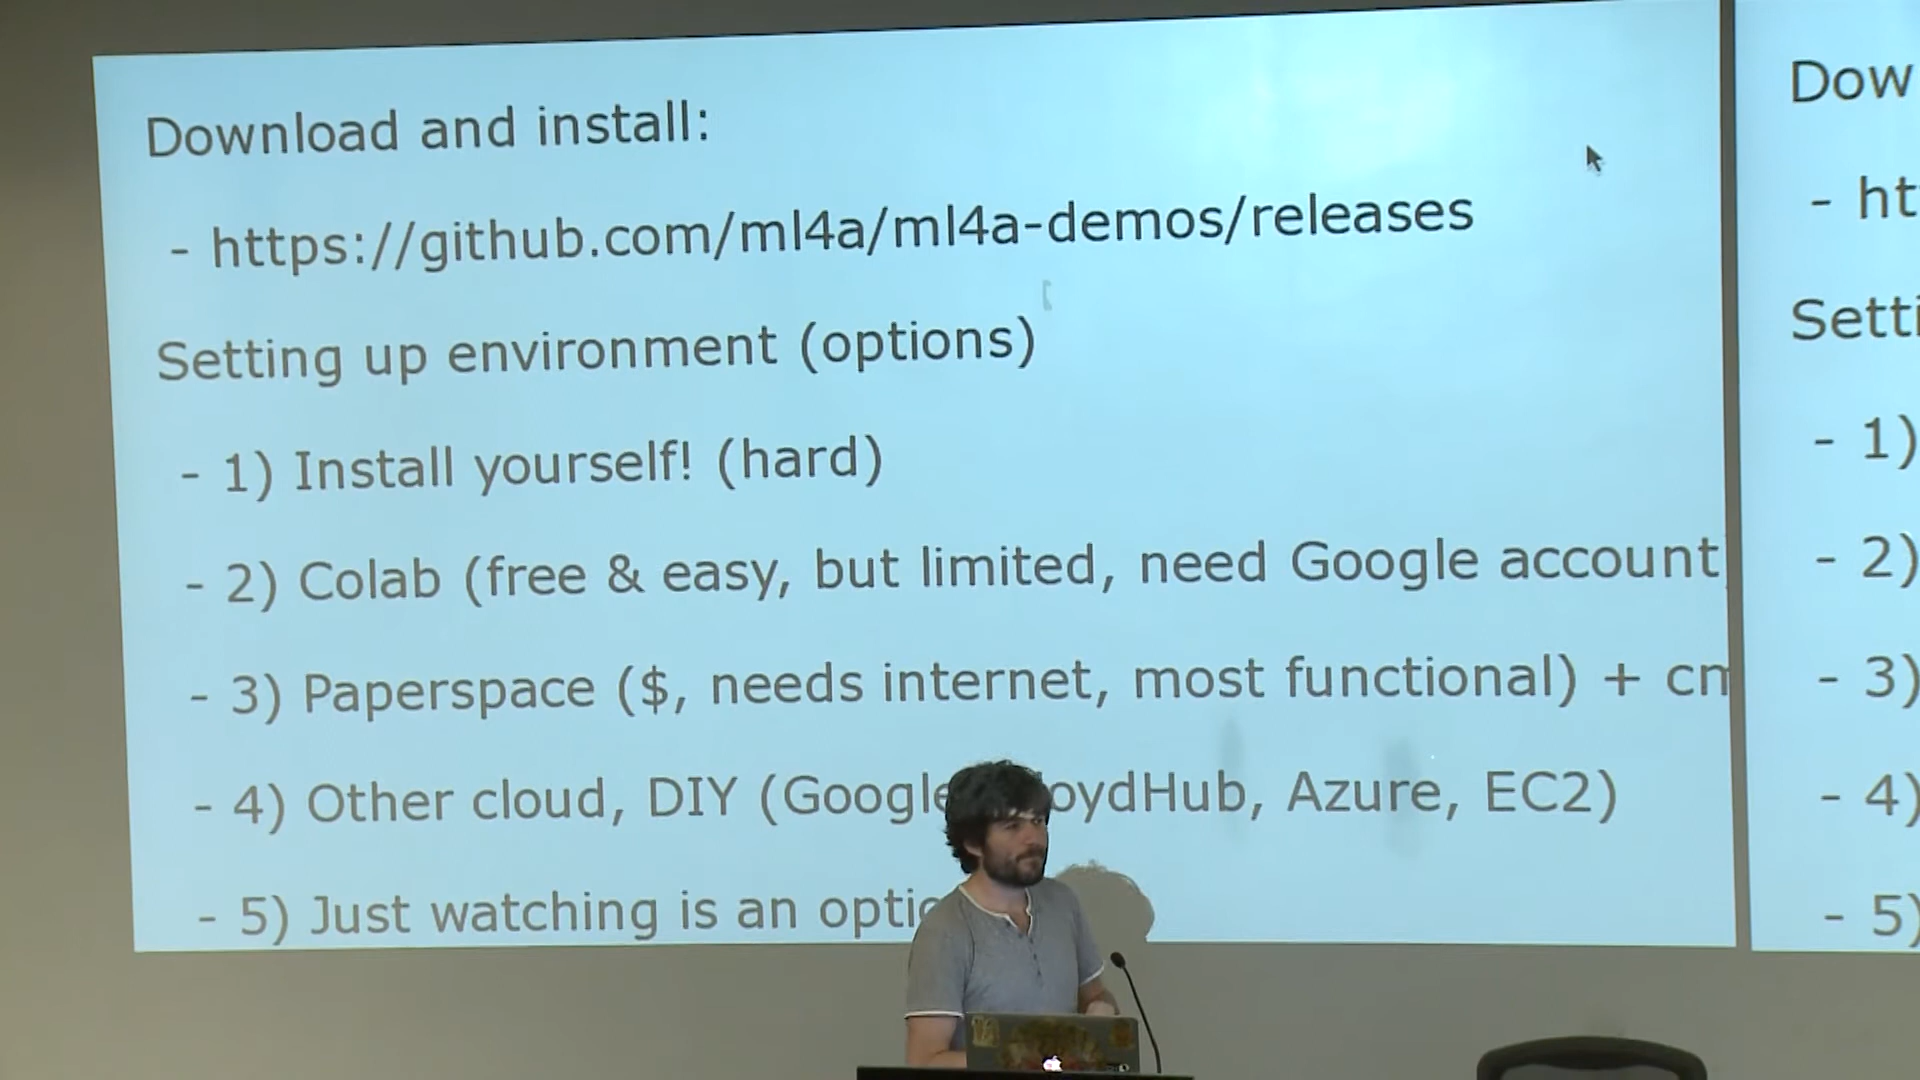 Download and install:
- https://github.com/ml4a/ml4a-demos/releases
Setting up environment (options)
- 1) Install yourself! (hard)
- 2) Colab (free & easy, but limited, need Google account
- 3) Paperspace ($, needs internet, most functional) + cm
- 4) Other cloud, DIY (Google oydHub, Azure, EC2)
- 5) Just watching is an optio
Dow
- ht
Setti
- 1)
- 2)
- 3)
- 4)
- 5)